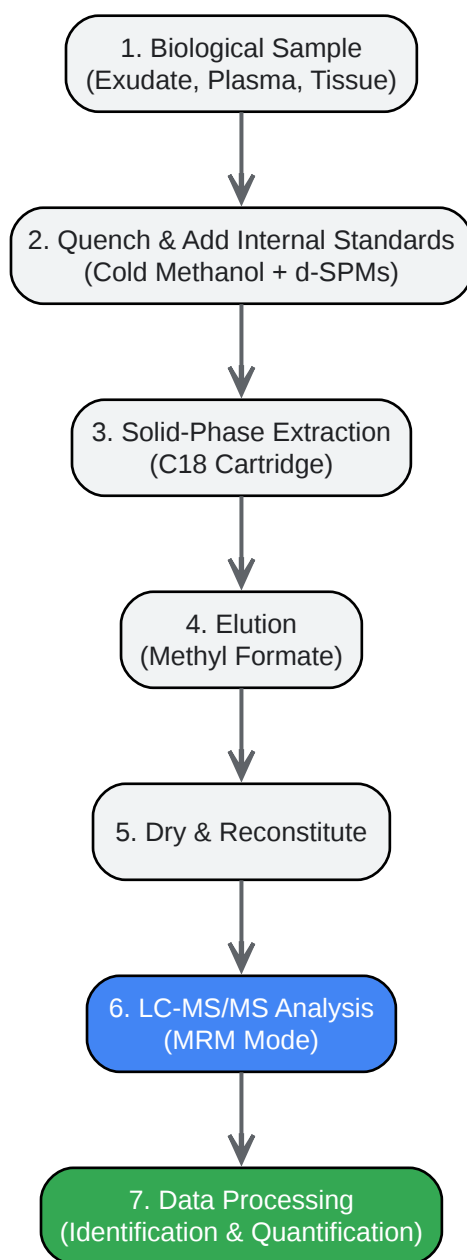 1. Biological Sample
(Exudate, Plasma, Tissue)
2. Quench & Add Internal Standards
(Cold Methanol + d-SPMs)
3. Solid-Phase Extraction
(C18 Cartridge)
4. Elution
(Methyl Formate)
5. Dry & Reconstitute
6. LC-MS/MS Analysis
(MRM Mode)
7. Data Processing
(Identification & Quantification)